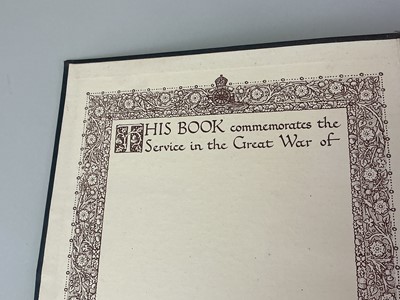 THIS BOOK commemorates the
Service in the Great War of